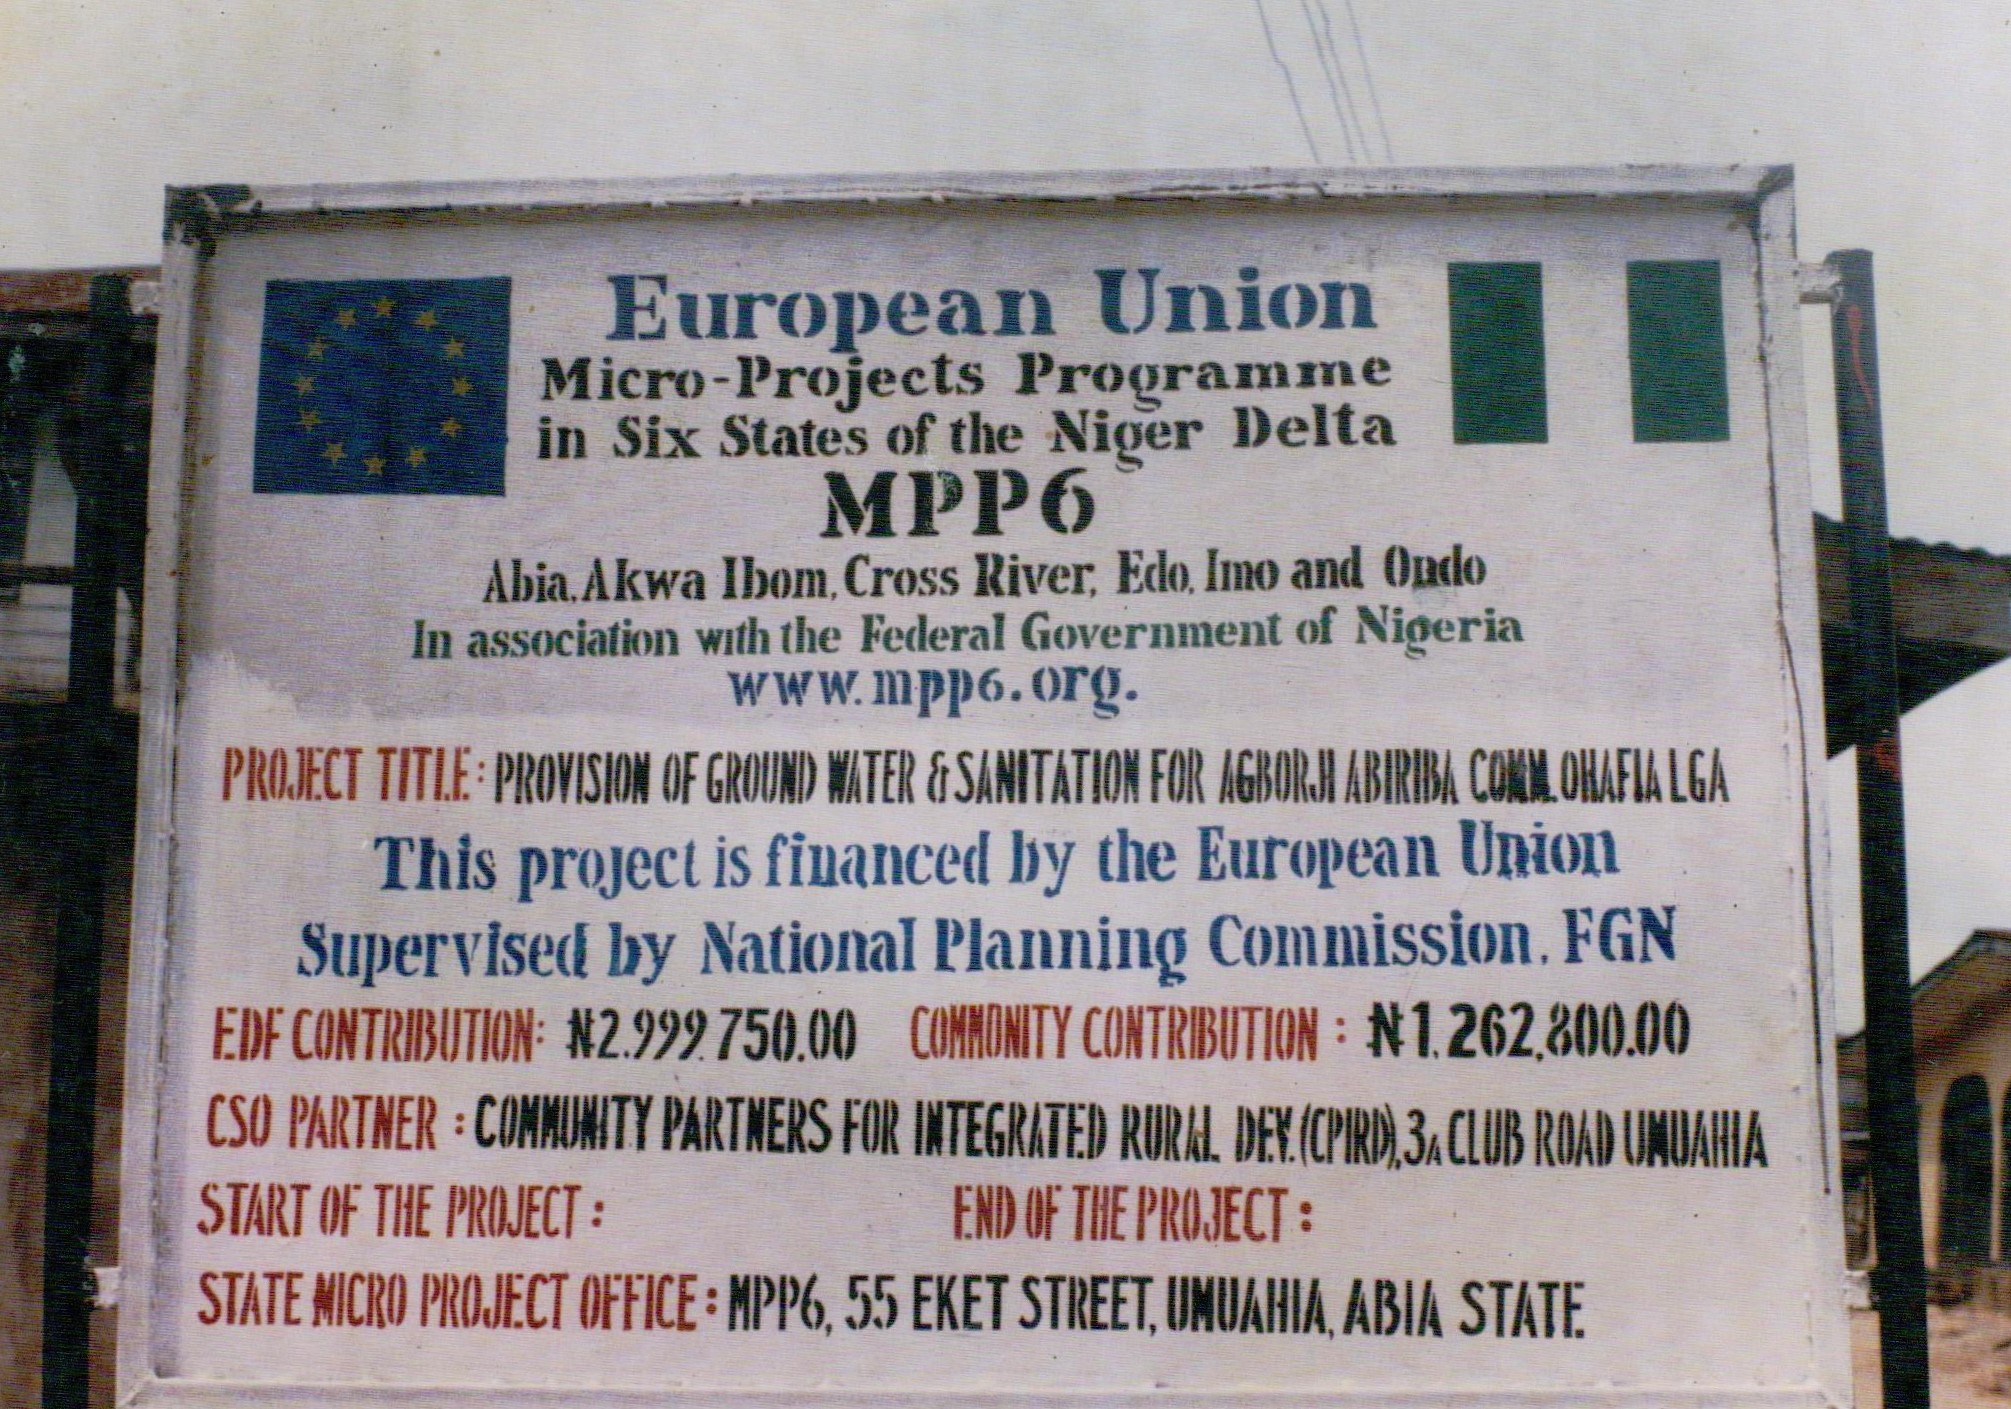 European Union
Micro-Projects Programme
in Six States of the Niger Delta
MPP6
Abia, Akwa Ibom, Cross River, Edo, Imo and Ondo
In association with the Federal Government of Nigeria
www.mpp6.org.
PROJECT TITLE: PROVISION OF GROUND WATER & SANITATION FOR AGBORJI ABIRIBA COMM. OHAFIA LGA
This project is financed by the European Union
Supervised by National Planning Commission, FGN
EDF CONTRIBUTION: ₦2.999.750.00 COMMUNITY CONTRIBUTION : ₦1,262,800.00
CSO PARTNER : COMMUNITY PARTNERS FOR INTEGRATED RURAL DEV. (CPIRD), 3A CLUB ROAD UMUAHIA
START OF THE PROJECT : END OF THE PROJECT :
STATE MICRO PROJECT OFFICE : MPP6, 55 EKET STREET, UMUAHIA, ABIA STATE